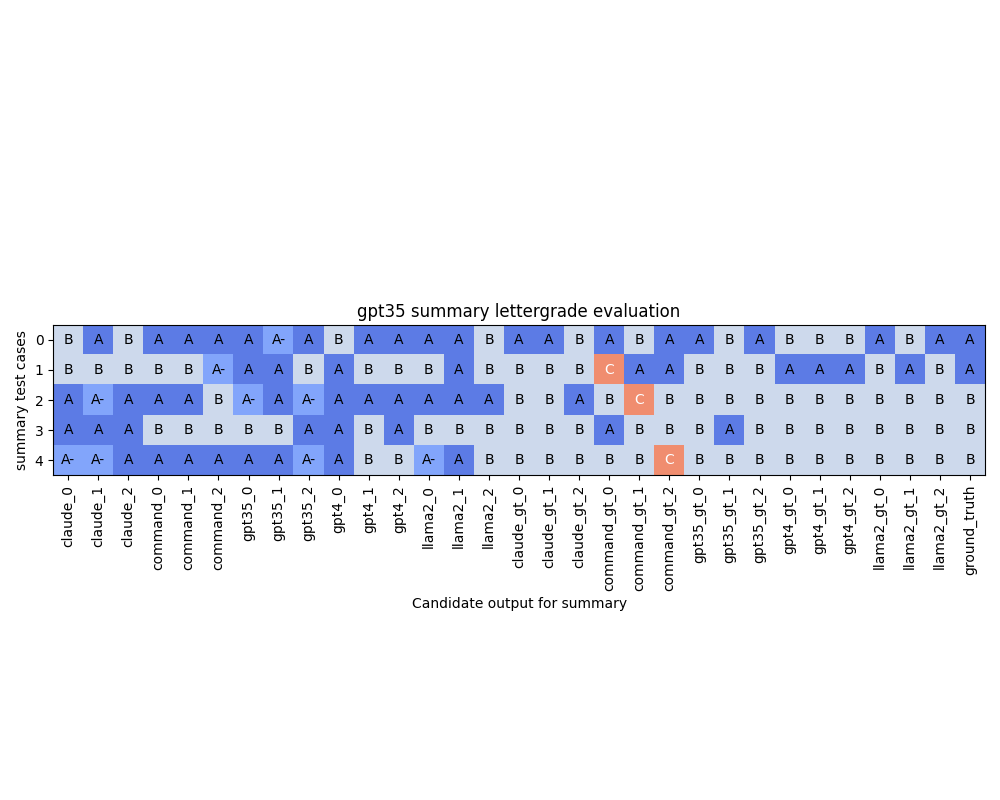 gpt35 summary lettergrade evaluation
summary test cases
0 B A B A A A A A- A B A A A A B A A B A B A A B A B B B A B A A
1 B B B B B A- A A B A B B B A B B B B C A A B B B A A A B A B A
2 A A- A A A B A- A A- A A A A A A B B A B C B B B B B B B B B B B
3 A A A B B B B B A A B A B B B B B B A B B B A B B B B B B B B
4 A- A- A A A A A A A- A B B A- A B B B B B B C B B B B B B B B B B
claude_0
claude_1
claude_2
command_0
command_1
command_2
gpt35_0
gpt35_1
gpt35_2
gpt4_0
gpt4_1
gpt4_2
llama2_0
llama2_1
llama2_2
claude_gt_0
claude_gt_1
claude_gt_2
command_gt_0
command_gt_1
command_gt_2
gpt35_gt_0
gpt35_gt_1
gpt35_gt_2
gpt4_gt_0
gpt4_gt_1
gpt4_gt_2
llama2_gt_0
llama2_gt_1
llama2_gt_2
ground_truth
Candidate output for summary